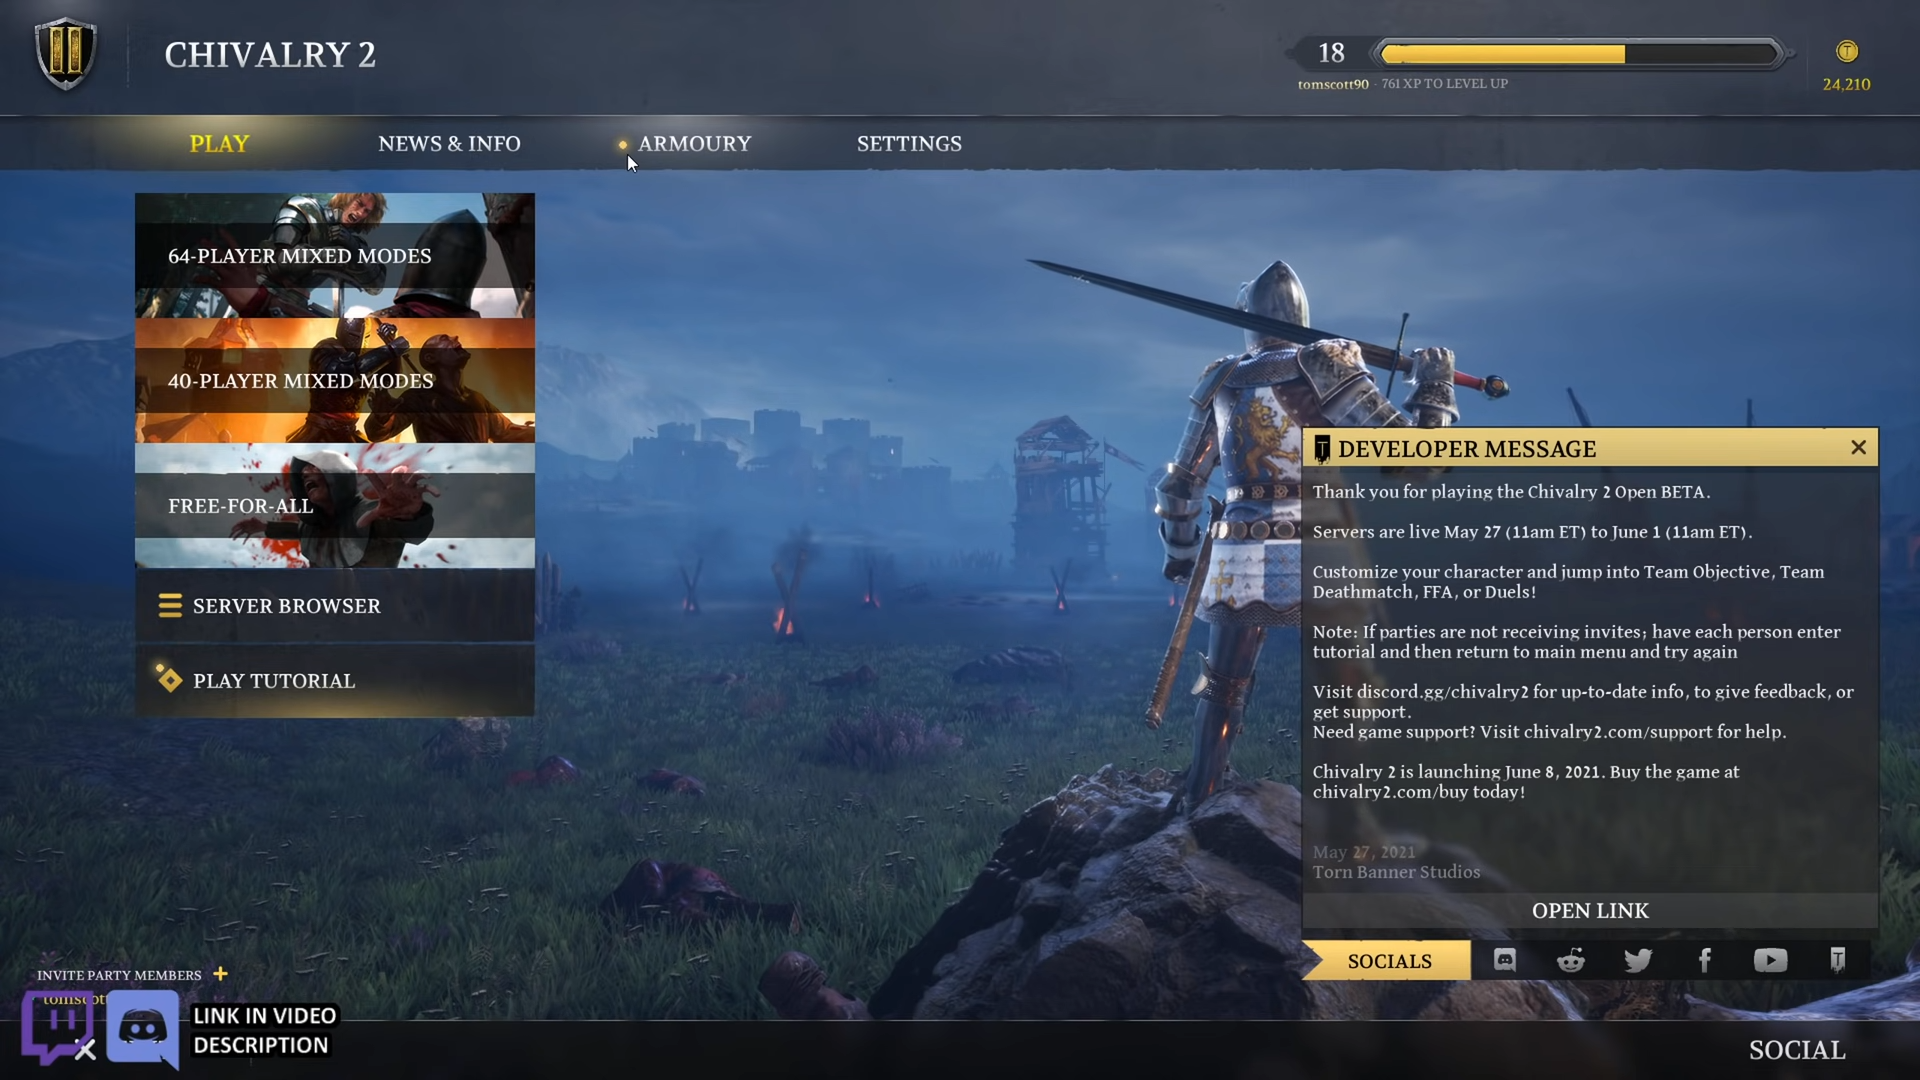 CHIVALRY 2
18
tomscott90 · 761 XP TO LEVEL UP
24,210
PLAY
NEWS & INFO
ARMOURY
SETTINGS
64-PLAYER MIXED MODES
40-PLAYER MIXED MODES
FREE-FOR-ALL
SERVER BROWSER
PLAY TUTORIAL
DEVELOPER MESSAGE
Thank you for playing the Chivalry 2 Open BETA.
Servers are live May 27 (11am ET) to June 1 (11am ET).
Customize your character and jump into Team Objective, Team
Deathmatch, FFA, or Duels!
Note: If parties are not receiving invites; have each person enter
tutorial and then return to main menu and try again
Visit discord.gg/chivalry2 for up-to-date info, to give feedback, or
get support.
Need game support? Visit chivalry2.com/support for help.
Chivalry 2 is launching June 8, 2021. Buy the game at
chivalry2.com/buy today!
May 27, 2021
Torn Banner Studios
OPEN LINK
SOCIALS
INVITE PARTY MEMBERS +
LINK IN VIDEO
DESCRIPTION
SOCIAL